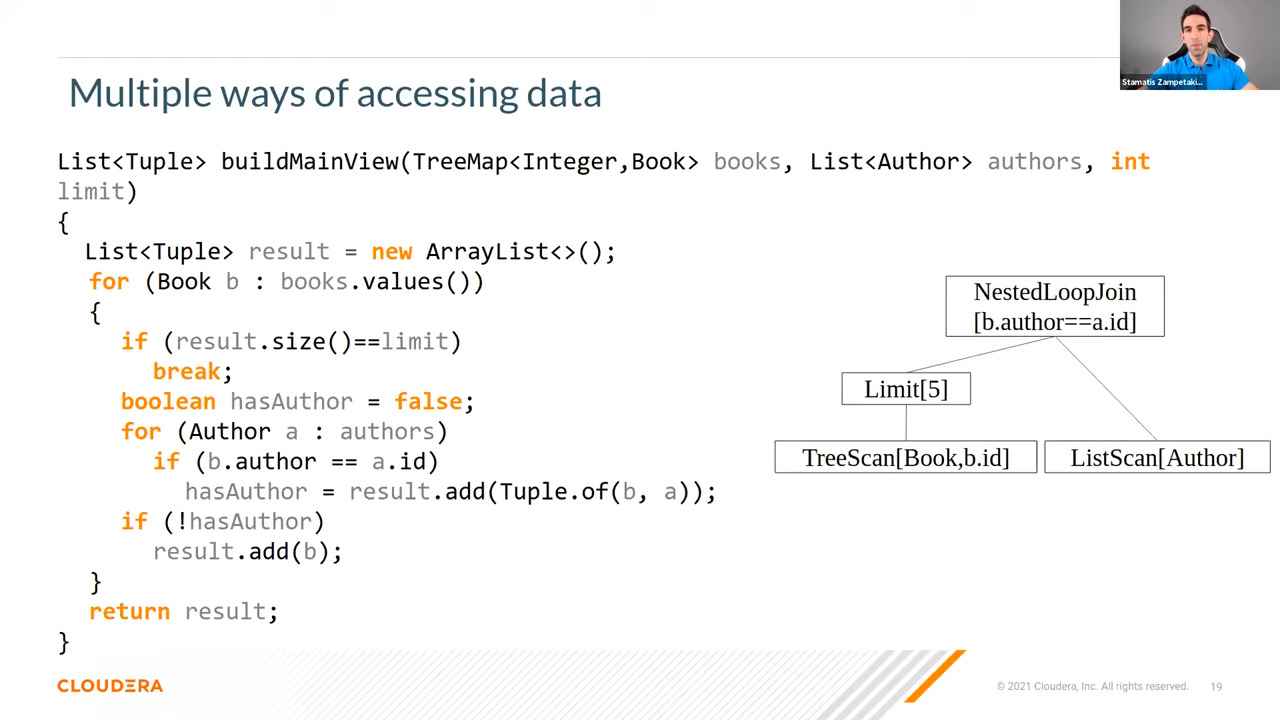 Stamatis Zampetaki...
Multiple ways of accessing data
List<Tuple> buildMainView(TreeMap<Integer,Book> books, List<Author> authors, int
limit)
{
List<Tuple> result = new ArrayList<>();
for (Book b : books.values())
{
if (result.size()==limit)
break;
boolean hasAuthor = false;
for (Author a : authors)
if (b.author == a.id)
hasAuthor = result.add(Tuple.of(b, a));
if (!hasAuthor)
result.add(b);
}
return result;
}
NestedLoopJoin
[b.author==a.id]
Limit[5]
TreeScan[Book,b.id]
ListScan[Author]
CLOUDERA
© 2021 Cloudera, Inc. All rights reserved.
19